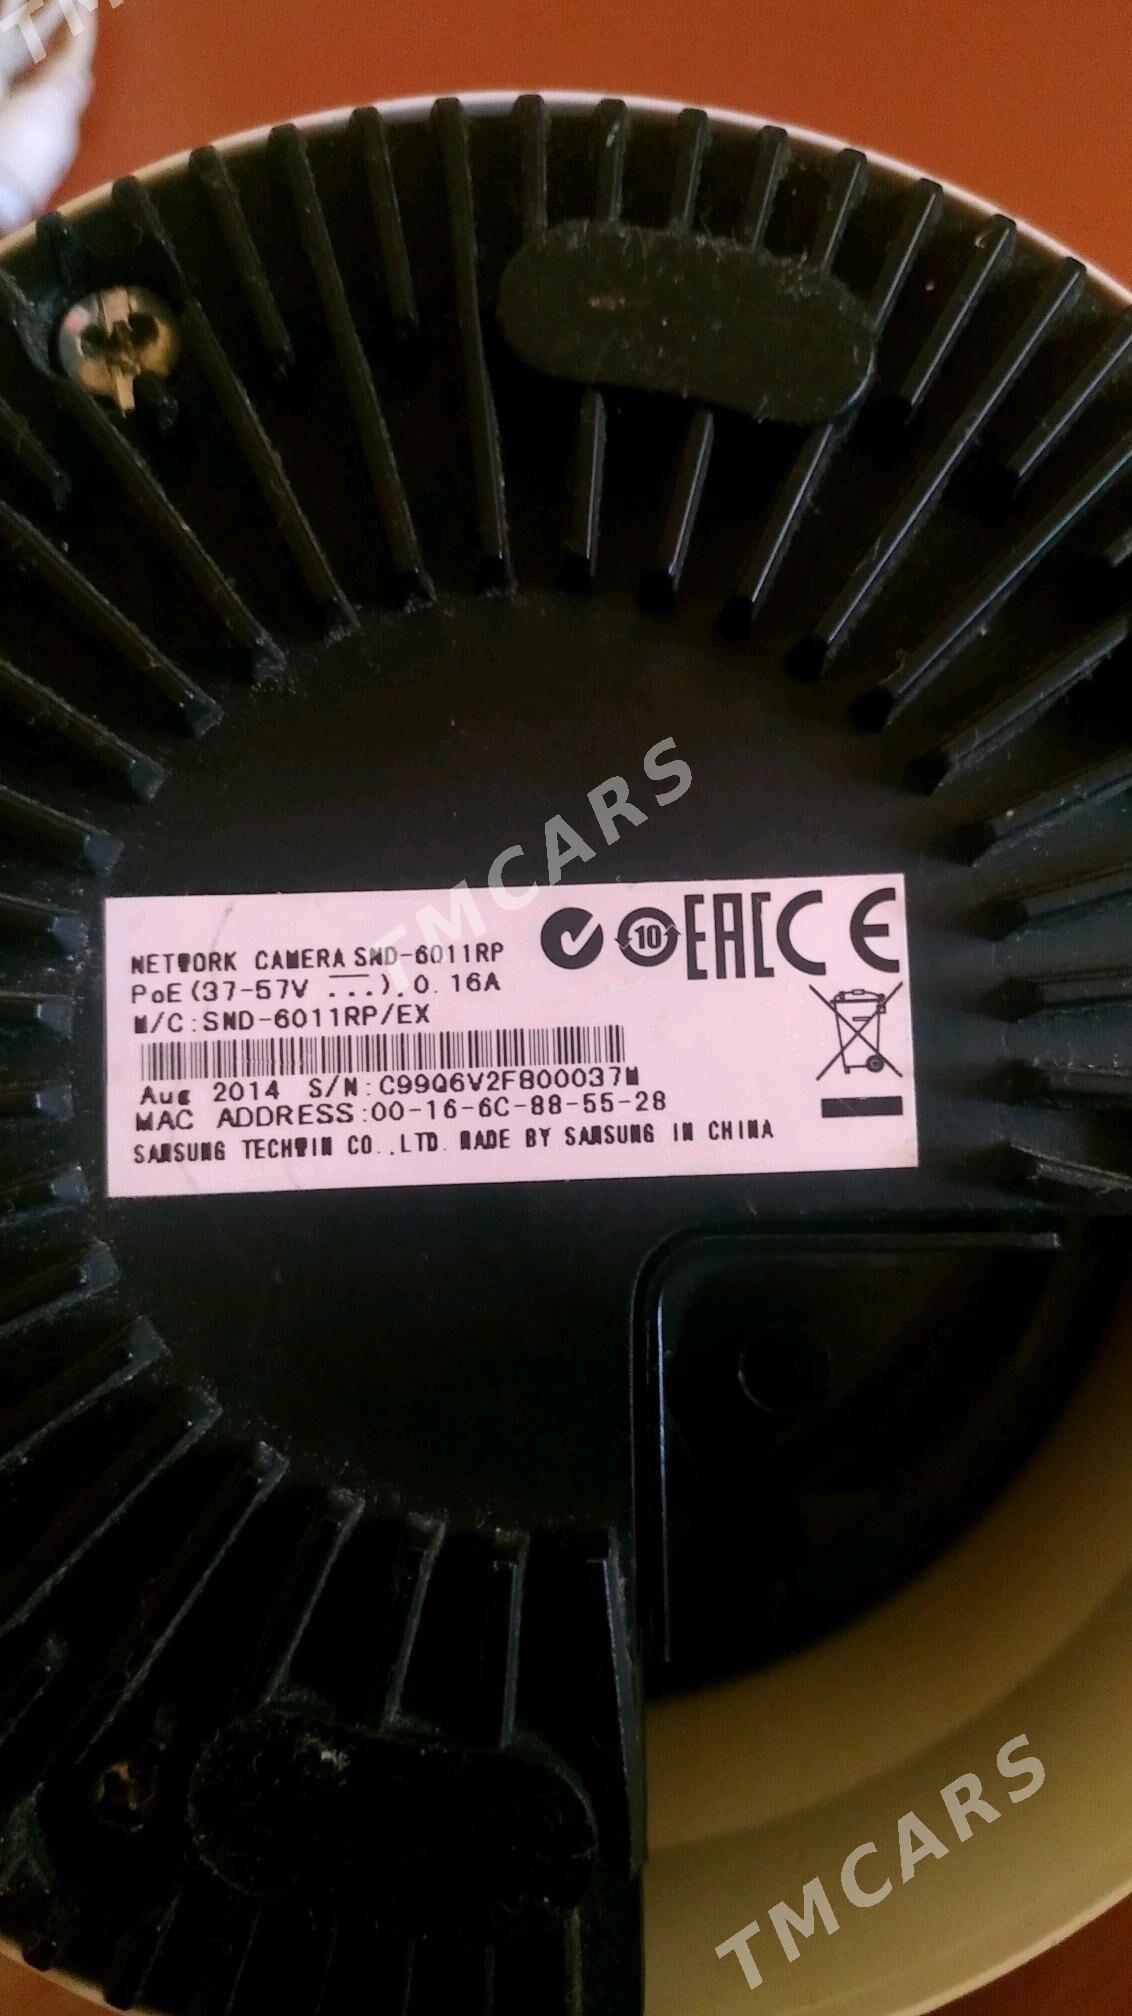 TM
TMCARS
NETWORK CAMERA SND-6011RP
PoE (37-57V ⎓), 0.16A
M/C:SND-6011RP/EX
10 EAC CE
Aug 2014 S/N:C99Q6V2F800037M
MAC ADDRESS:00-16-6C-88-55-28
SAMSUNG TECHWIN CO.,LTD. MADE BY SAMSUNG IN CHINA
TMCARS